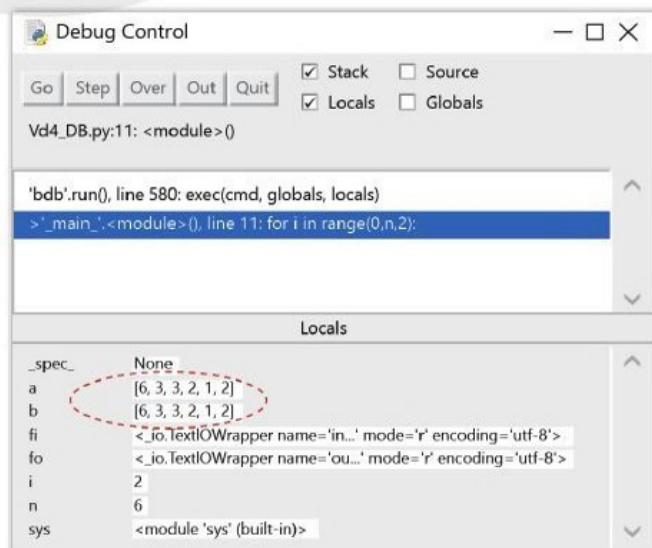 Debug Control
Go Step Over Out Quit
Stack Source
Locals Globals
Vd4_DB.py:11: <module>()
'bdb'.run(), line 580: exec(cmd, globals, locals)
>'_main_'.<module>(), line 11: for i in range(0,n,2):
Locals
_spec_ None
a [6, 3, 3, 2, 1, 2]
b [6, 3, 3, 2, 1, 2]
fi <_io.TextIOWrapper name='in...' mode='r' encoding='utf-8'>
fo <_io.TextIOWrapper name='ou...' mode='r' encoding='utf-8'>
i 2
n 6
sys <module 'sys' (built-in)>